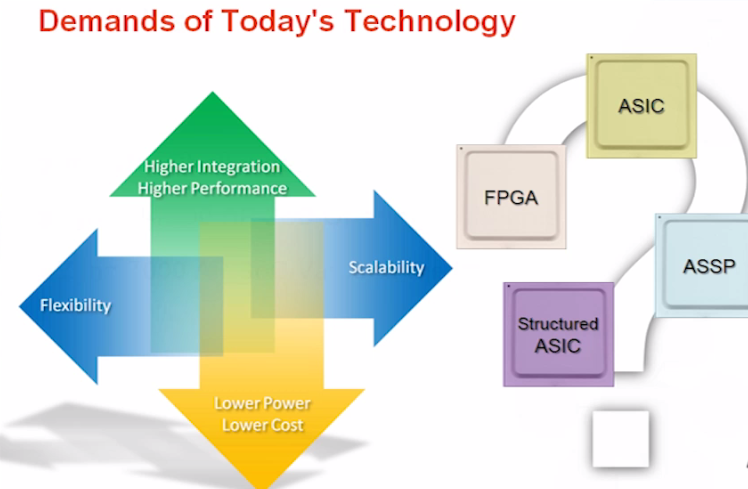 Demands of Today's Technology
Higher Integration
Higher Performance
Flexibility
Scalability
Lower Power
Lower Cost
ASIC
FPGA
ASSP
Structured
ASIC